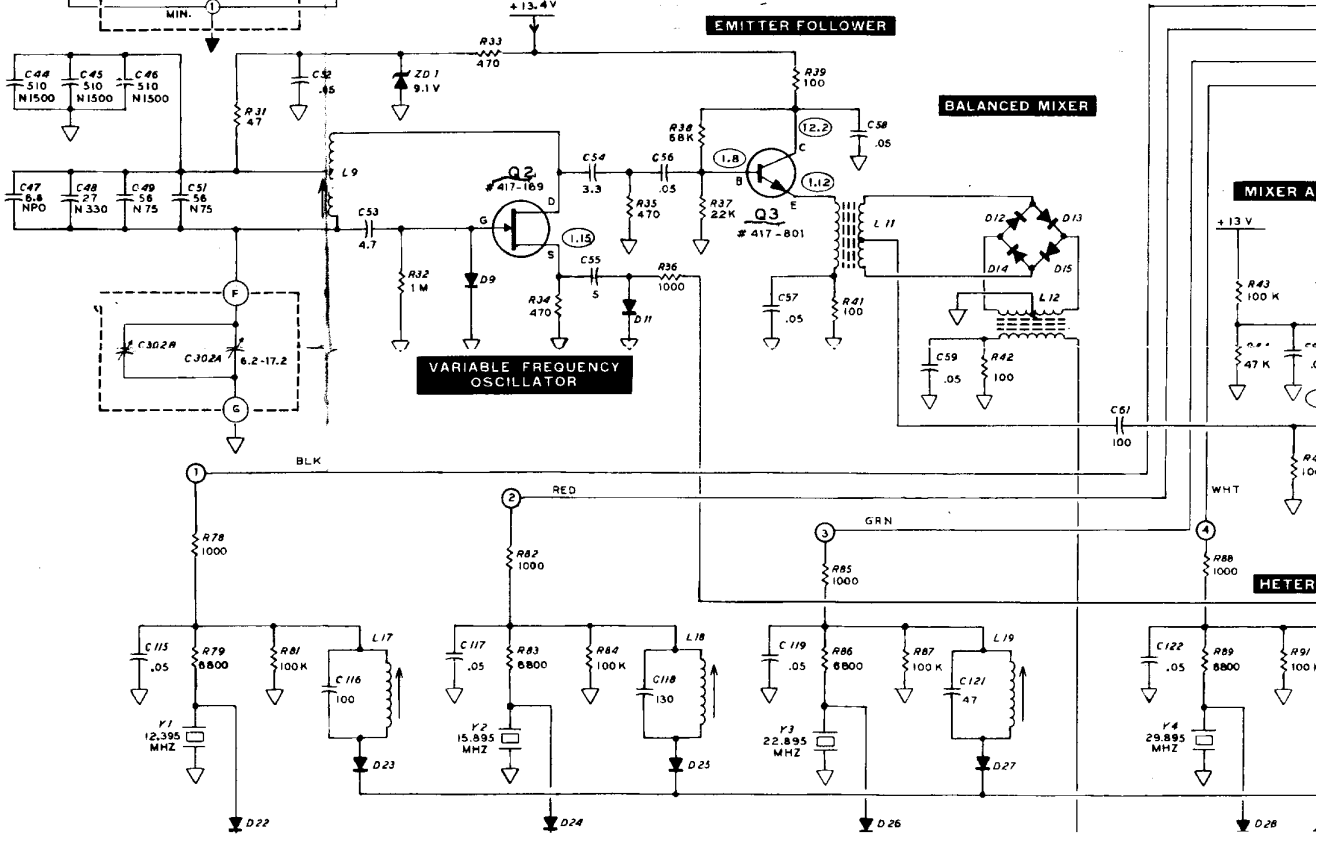 MIN.
1
+13.4V
EMITTER FOLLOWER
R33
470
C44
510
N1500
C45
510
N1500
C46
510
N1500
R31
47
C52
.05
ZD1
9.1V
R39
100
BALANCED MIXER
R38
68K
12.2
C58
.05
C
L9
Q2
#417-169
C54
3.3
C56
.05
1.8
B
1.12
E
MIXER A
C47
6.8
NPO
C48
27
N330
C49
56
N75
C51
56
N75
D
R35
470
R37
22K
Q3
#417-801
L11
D12
D13
+13V
C53
4.7
G
1.15
S
D14
D15
R32
1M
D9
C55
5
R36
1000
R43
100K
F
R34
470
D11
C57
.05
R41
100
L12
C302B
C302A
6.2-17.2
VARIABLE FREQUENCY
OSCILLATOR
C59
.05
R42
100
47K
G
C61
100
BLK
1
RED
2
WHT
GRN
3
4
R78
1000
R82
1000
R85
1000
R88
1000
HETER
C115
.05
R79
6800
R81
100K
L17
C117
.05
R83
6800
R84
100K
L18
C119
.05
R86
6800
R87
100K
L19
C122
.05
R89
6800
R91
100
C116
100
C118
130
C121
47
Y1
12.395
MHZ
Y2
15.895
MHZ
Y3
22.895
MHZ
Y4
29.895
MHZ
D23
D25
D27
D22
D24
D26
D28